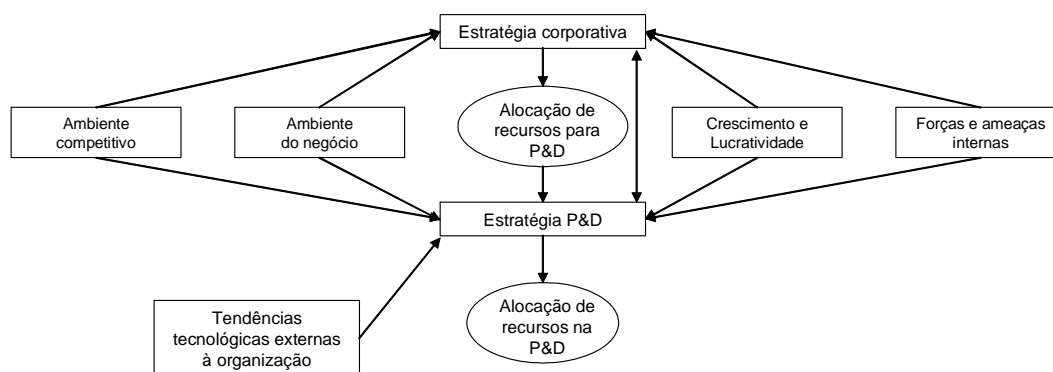 Estratégia corporativa
Ambiente
competitivo
Ambiente
do negócio
Alocação de
recursos para
P&D
Crescimento e
Lucratividade
Forças e ameaças
internas
Estratégia P&D
Tendências
tecnológicas externas
à organização
Alocação de
recursos na
P&D